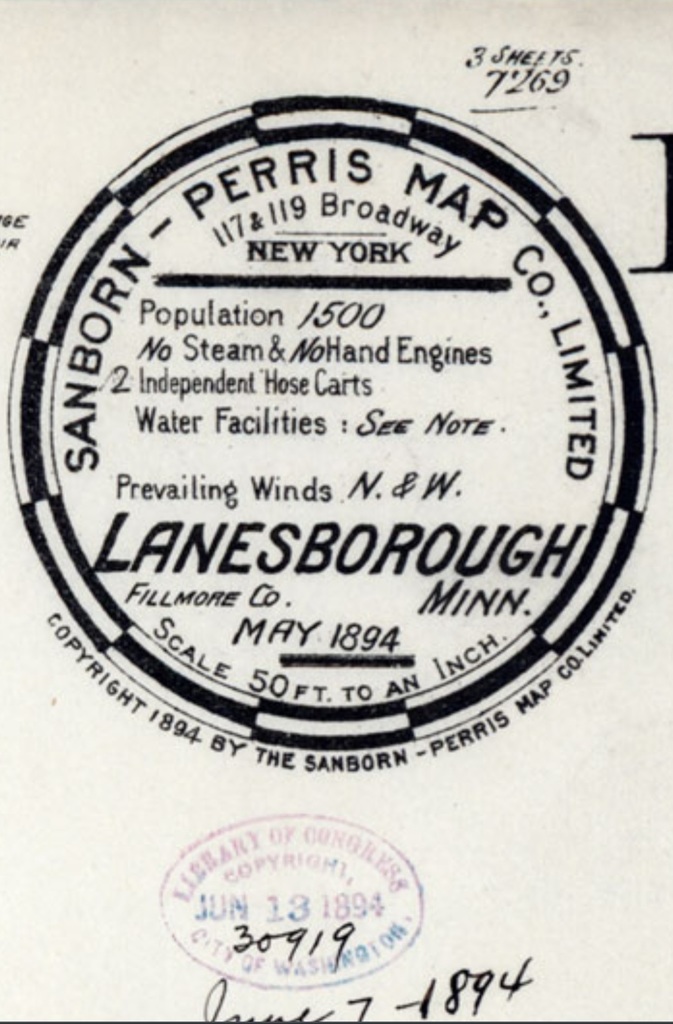 3 SHEETS.
7269
GE
IR
SANBORN - PERRIS MAP CO., LIMITED
117 & 119 Broadway
NEW YORK
Population 1500
No Steam & No Hand Engines
2 Independent Hose Carts
Water Facilities : SEE NOTE.
Prevailing Winds N. & W.
LANESBOROUGH
FILLMORE CO. MINN.
MAY 1894
SCALE 50 FT. TO AN INCH.
COPYRIGHT 1894 BY THE SANBORN - PERRIS MAP CO. LIMITED.
LIBRARY OF CONGRESS
COPYRIGHT,
JUN 13 1894
30919
CITY OF WASHINGTON.
June 7 - 1894